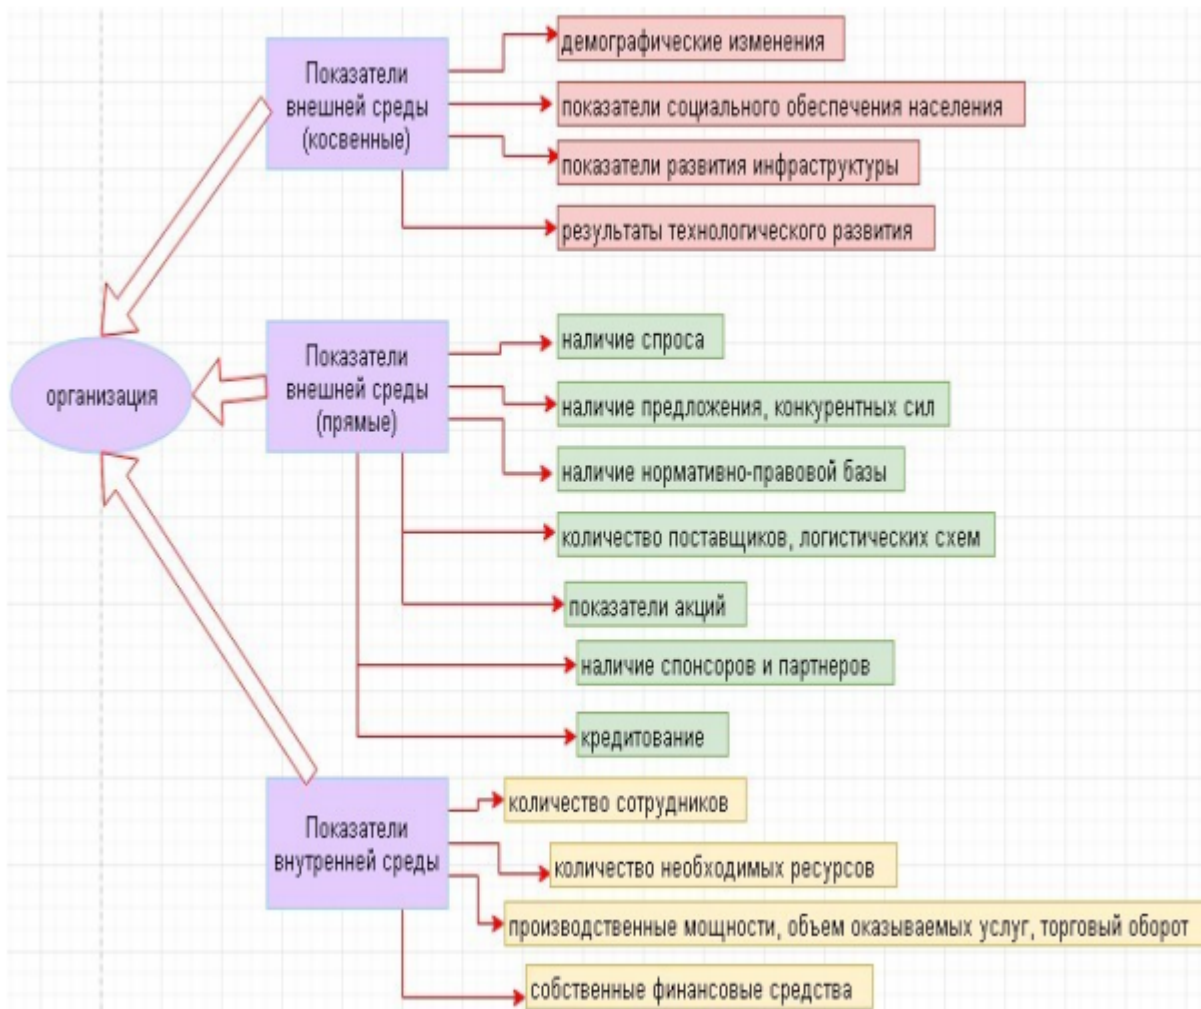 Показатели
внешней среды
(косвенные)
демографические изменения
показатели социального обеспечения населения
показатели развития инфраструктуры
результаты технологического развития
организация
Показатели
внешней среды
(прямые)
наличие спроса
наличие предложения, конкурентных сил
наличие нормативно-правовой базы
количество поставщиков, логистических схем
показатели акций
наличие спонсоров и партнеров
кредитование
Показатели
внутренней среды
количество сотрудников
количество необходимых ресурсов
производственные мощности, объем оказываемых услуг, торговый оборот
собственные финансовые средства